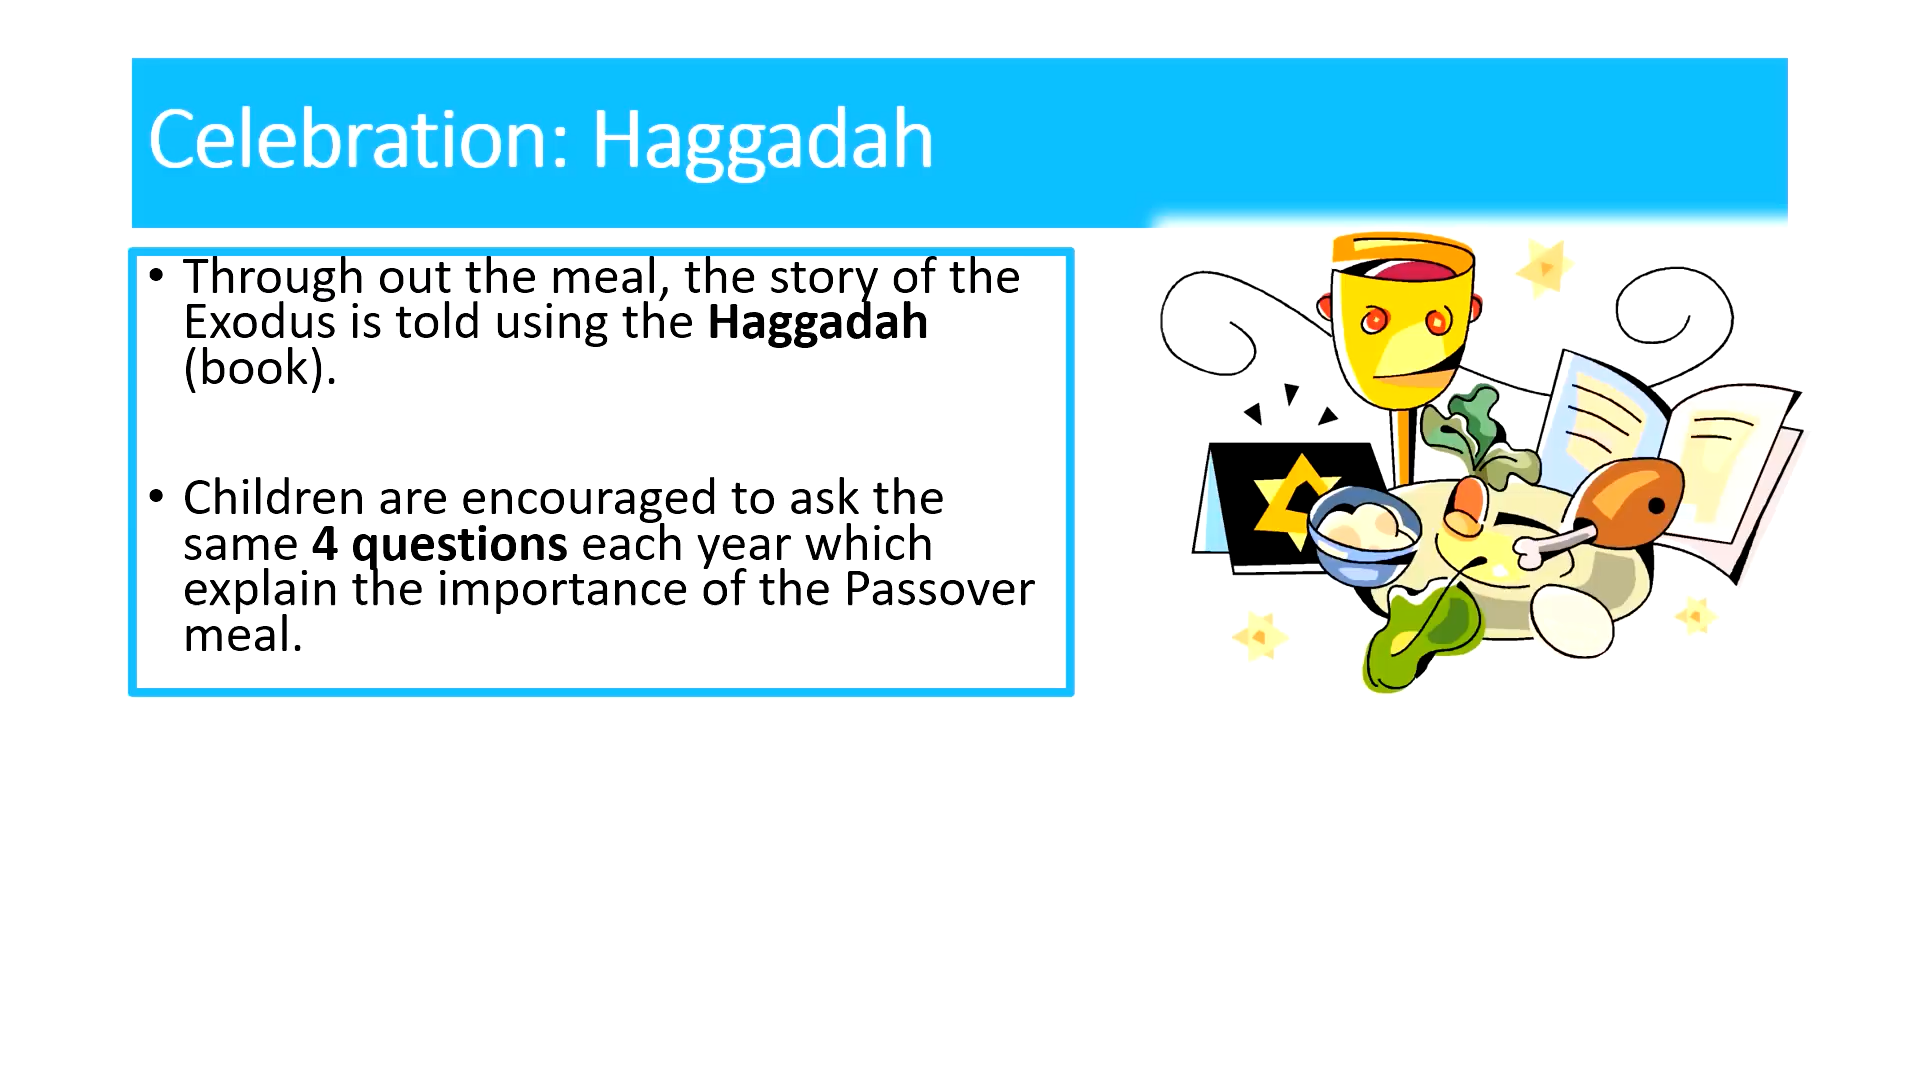 Celebration: Haggadah
• Through out the meal, the story of the
Exodus is told using the Haggadah
(book).
• Children are encouraged to ask the
same 4 questions each year which
explain the importance of the Passover
meal.